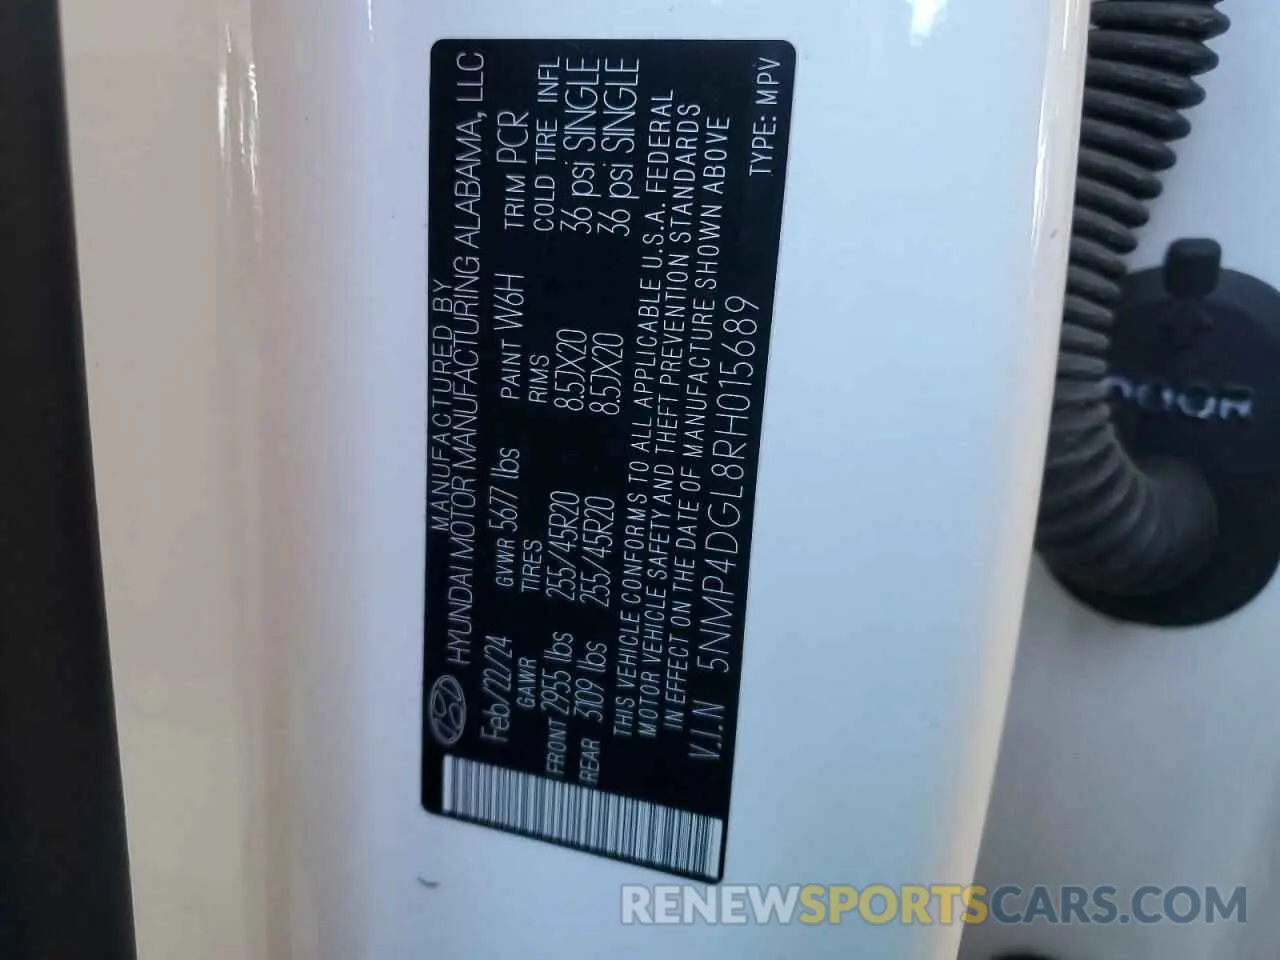 MANUFACTURED BY
HYUNDAI MOTOR MANUFACTURING ALABAMA, LLC
Feb/22/24 GVWR 5677 lbs PAINT W6H TRIM PCR
GAWR TIRES RIMS COLD TIRE INFL
FRONT 2955 lbs 255/45R20 8.5JX20 36 psi SINGLE
REAR 3109 lbs 255/45R20 8.5JX20 36 psi SINGLE
THIS VEHICLE CONFORMS TO ALL APPLICABLE U.S.A. FEDERAL
MOTOR VEHICLE SAFETY AND THEFT PREVENTION STANDARDS
IN EFFECT ON THE DATE OF MANUFACTURE SHOWN ABOVE
V.I.N 5NMP4DGL8RH015689
TYPE: MPV
RENEWSPORTSCARS.COM